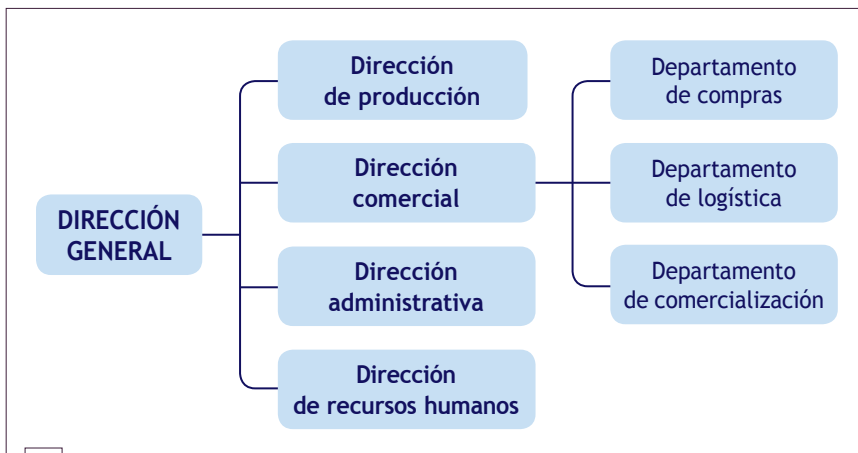 DIRECCIÓN
GENERAL
Dirección
de producción
Dirección
comercial
Dirección
administrativa
Dirección
de recursos humanos
Departamento
de compras
Departamento
de logística
Departamento
de comercialización